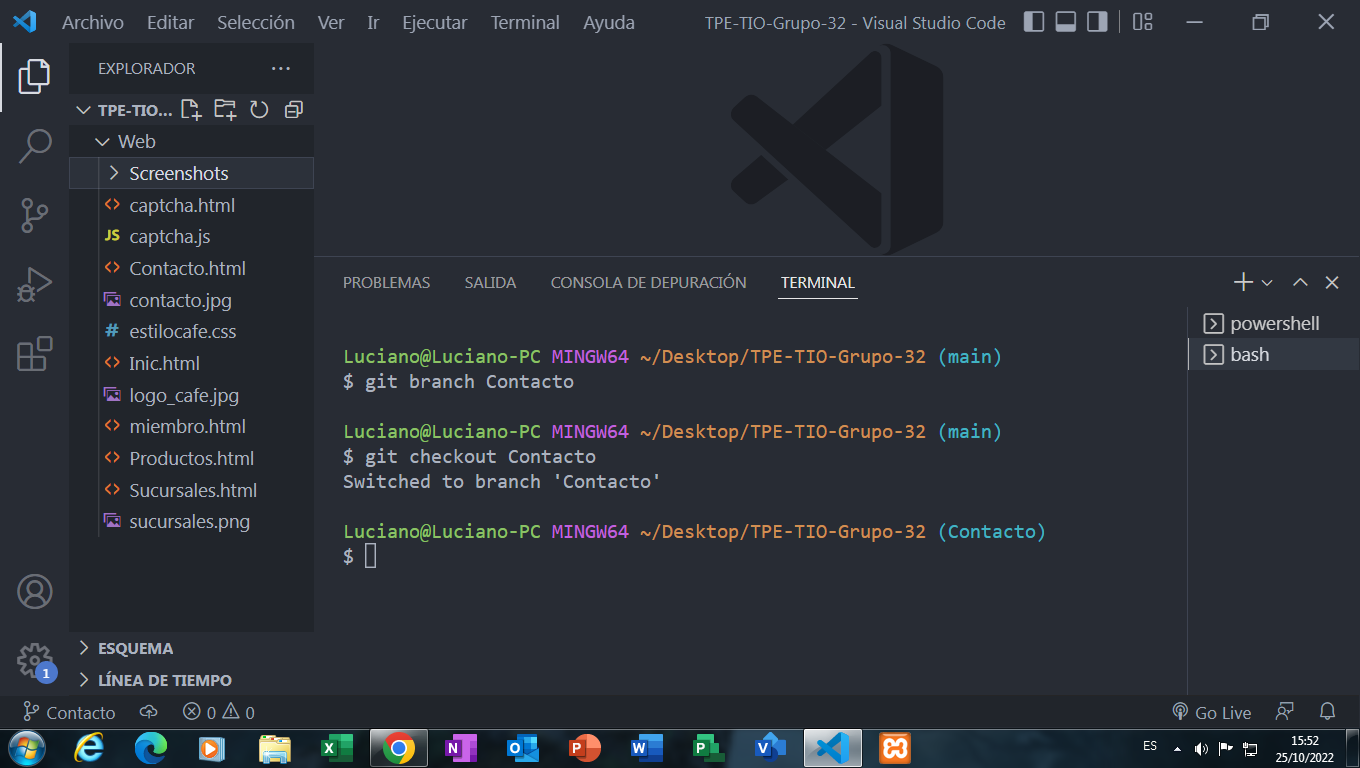 Archivo Editar Selección Ver Ir Ejecutar Terminal Ayuda TPE-TIO-Grupo-32 - Visual Studio Code
EXPLORADOR
TPE-TIO...
Web
Screenshots
captcha.html
JS captcha.js
Contacto.html
contacto.jpg
# estilocafe.css
Inic.html
logo_cafe.jpg
miembro.html
Productos.html
Sucursales.html
sucursales.png
ESQUEMA
LÍNEA DE TIEMPO
1
PROBLEMAS SALIDA CONSOLA DE DEPURACIÓN TERMINAL
Luciano@Luciano-PC MINGW64 ~/Desktop/TPE-TIO-Grupo-32 (main)
$ git branch Contacto
Luciano@Luciano-PC MINGW64 ~/Desktop/TPE-TIO-Grupo-32 (main)
$ git checkout Contacto
Switched to branch 'Contacto'
Luciano@Luciano-PC MINGW64 ~/Desktop/TPE-TIO-Grupo-32 (Contacto)
$
powershell
bash
Contacto 0 0 Go Live
ES 15:52
25/10/2022